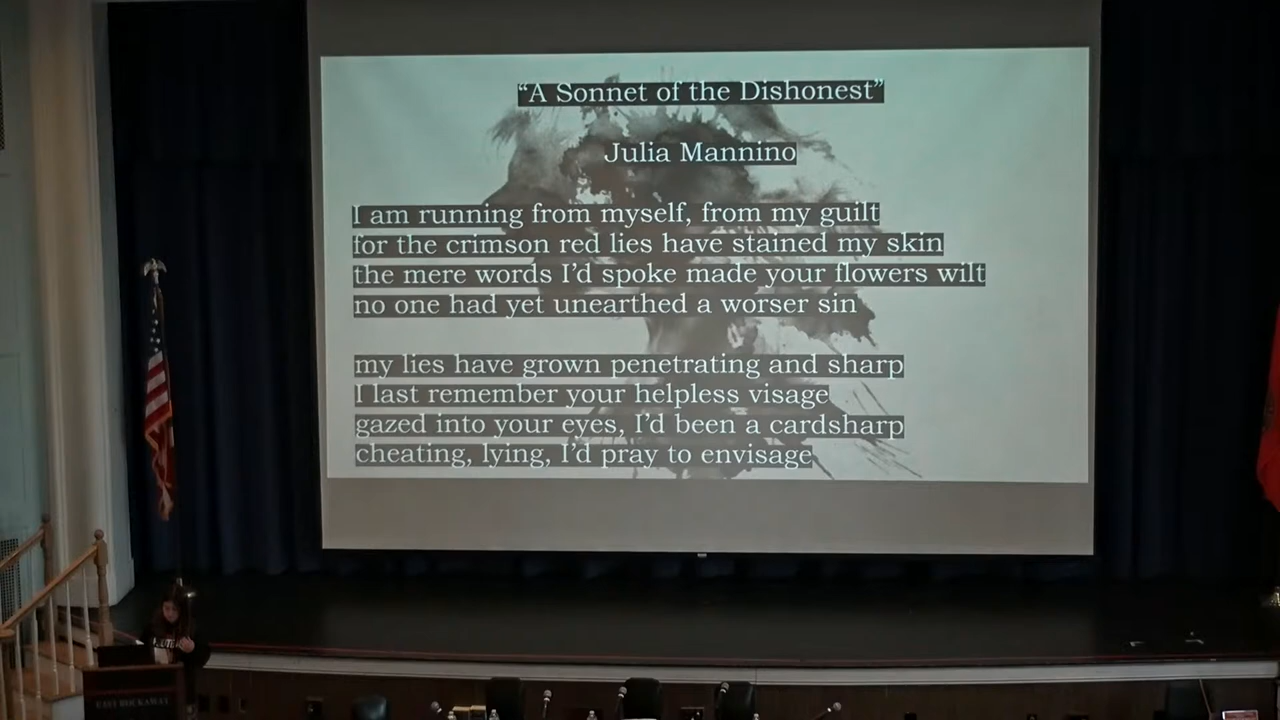 “A Sonnet of the Dishonest”
Julia Mannino
I am running from myself, from my guilt
for the crimson red lies have stained my skin
the mere words I’d spoke made your flowers wilt
no one had yet unearthed a worser sin
my lies have grown penetrating and sharp
I last remember your helpless visage
gazed into your eyes, I’d been a cardsharp
cheating, lying, I’d pray to envisage
EAST ROCKAWAY